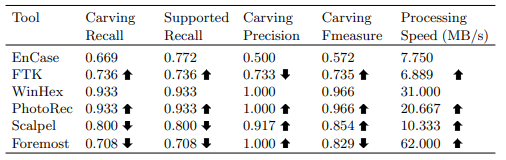 Tool Carving Supported Carving Carving Processing
Recall Recall Precision Fmeasure Speed (MB/s)
EnCase 0.669 0.772 0.500 0.572 7.750
FTK 0.736 ⬆ 0.736 ⬆ 0.733 ⬇ 0.735 ⬆ 6.889 ⬆
WinHex 0.933 0.933 1.000 0.966 31.000
PhotoRec 0.933 ⬆ 0.933 ⬆ 1.000 ⬆ 0.966 ⬆ 20.667 ⬆
Scalpel 0.800 ⬇ 0.800 ⬇ 0.917 ⬆ 0.854 ⬆ 10.333 ⬆
Foremost 0.708 ⬇ 0.708 ⬇ 1.000 ⬆ 0.829 ⬇ 62.000 ⬆